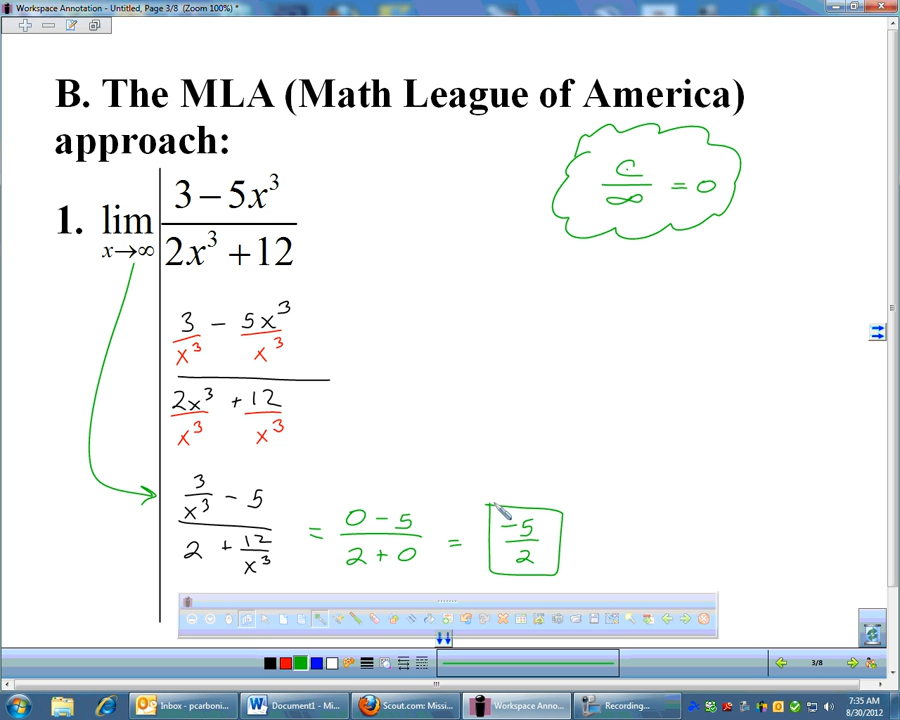 Workspace Annotation - Untitled, Page 3/8 (Zoom 100%) *
B. The MLA (Math League of America)
approach:
c/∞ = 0
1. lim x→∞ (3 − 5x³)/(2x³ + 12)
3/x³ − 5x³/x³
2x³/x³ + 12/x³
3/x³ − 5
2 + 12/x³
= (0 − 5)/(2 + 0) = −5/2
3/8
Inbox - pcarboni...
Document1 - Mi...
Scout.com: Missi...
Workspace Anno...
Recording...
7:35 AM
8/30/2012